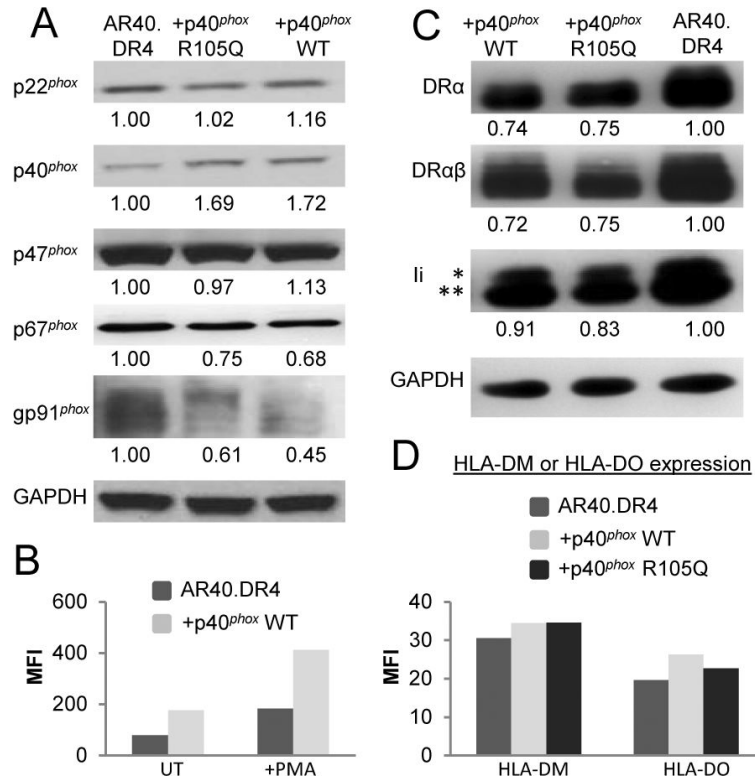 A
AR40. +p40phox +p40phox
DR4 R105Q WT
p22phox
1.00 1.02 1.16
p40phox
1.00 1.69 1.72
p47phox
1.00 0.97 1.13
p67phox
1.00 0.75 0.68
gp91phox
1.00 0.61 0.45
GAPDH
B
600
400
200
0
MFI
AR40.DR4
+p40phox WT
UT +PMA
C
+p40phox +p40phox AR40.
WT R105Q DR4
DRα
0.74 0.75 1.00
DRαβ
0.72 0.75 1.00
Ii *
**
0.91 0.83 1.00
GAPDH
D
HLA-DM or HLA-DO expression
AR40.DR4
+p40phox WT
+p40phox R105Q
40
30
20
10
0
MFI
HLA-DM HLA-DO